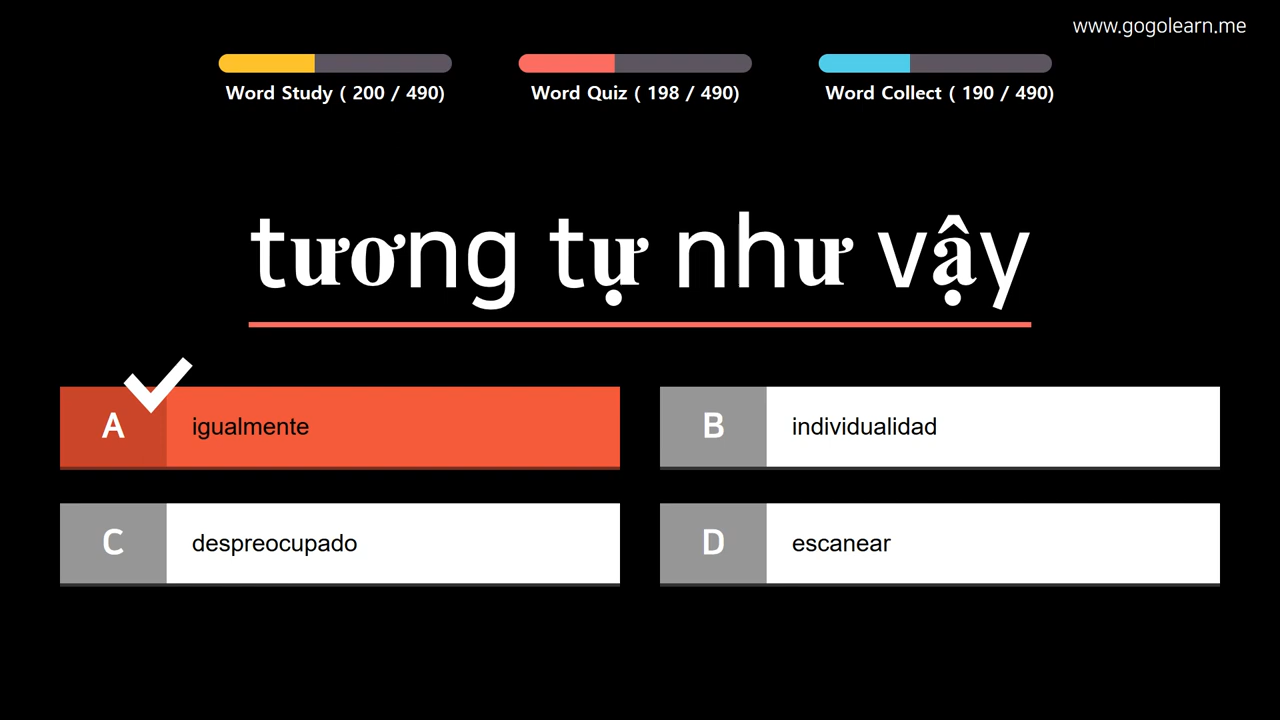 www.gogolearn.me
Word Study ( 200 / 490)
Word Quiz ( 198 / 490)
Word Collect ( 190 / 490)
tương tự như vậy
A igualmente
B individualidad
C despreocupado
D escanear